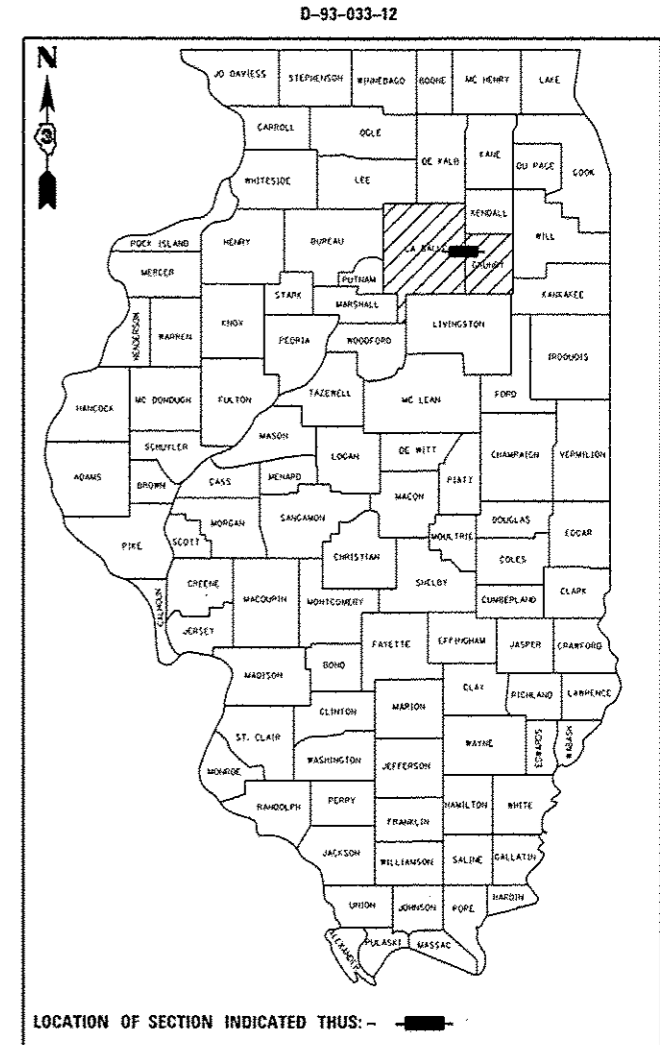 D-93-033-12
N
3
JO DAVIESS STEPHENSON WINNEBAGO BOONE MC HENRY LAKE
CARROLL OGLE
DE KALB KANE
DU PAGE COOK
WHITESIDE LEE
KENDALL
WILL
ROCK ISLAND HENRY BUREAU LA SALLE GRUNDY
MERCER PUTNAM
STARK KANKAKEE
MARSHALL
HENDERSON WARREN KNOX LIVINGSTON
PEORIA WOODFORD IROQUOIS
TAZEWELL FORD
HANCOCK MC DONOUGH FULTON MC LEAN
MASON
SCHUYLER LOGAN DE WITT CHAMPAIGN VERMILION
ADAMS BROWN CASS MENARD PIATT
MACON
MORGAN SANGAMON DOUGLAS
PIKE SCOTT MOULTRIE EDGAR
CHRISTIAN COLES
GREENE SHELBY
CALHOUN MACOUPIN MONTGOMERY CUMBERLAND CLARK
JERSEY
FAYETTE EFFINGHAM JASPER CRAWFORD
BOND
MADISON CLAY
RICHLAND LAWRENCE
CLINTON MARION
ST. CLAIR WAYNE EDWARDS WABASH
WASHINGTON JEFFERSON
MONROE
RANDOLPH PERRY HAMILTON WHITE
FRANKLIN
JACKSON WILLIAMSON SALINE GALLATIN
HARDIN
UNION JOHNSON POPE
ALEXANDER PULASKI MASSAC
LOCATION OF SECTION INDICATED THUS: -